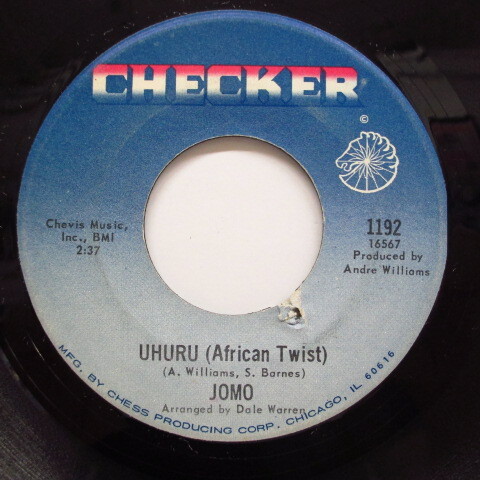 CHECKER
©
Chevis Music,
Inc., BMI
2:37
1192
16567
Produced by
Andre Williams
UHURU (African Twist)
(A. Williams, S. Barnes)
JOMO
Arranged by Dale Warren
MFG. BY CHESS PRODUCING CORP. CHICAGO, IL 60616